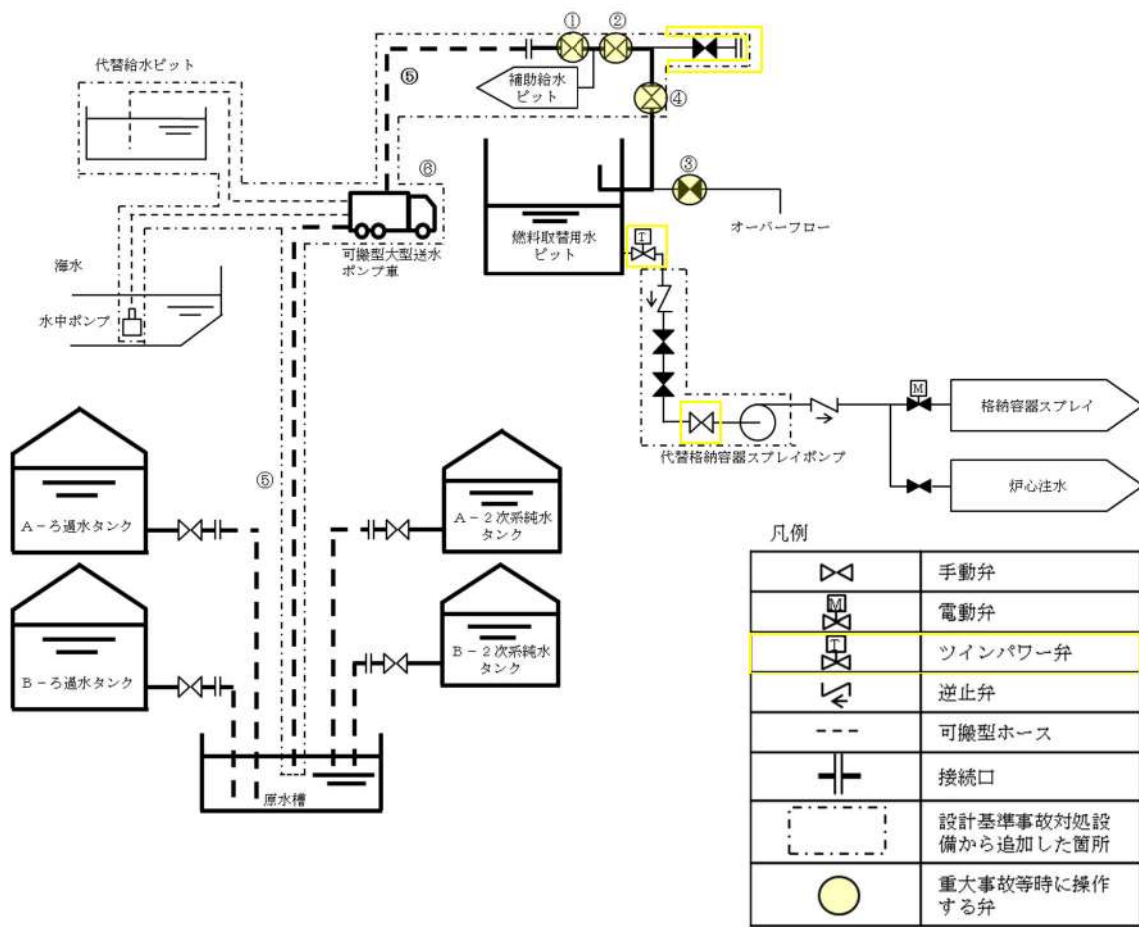 ①
②
代替給水ピット
⑤
補助給水
ピット
④
③
⑥
オーバーフロー
燃料取替用水
ピット
T
可搬型大型送水
ポンプ車
海水
水中ポンプ
M
格納容器スプレイ
代替格納容器スプレイポンプ
炉心注水
⑤
A-ろ過水タンク
A-2次系純水
タンク
B-ろ過水タンク
B-2次系純水
タンク
原水槽
凡例
手動弁
M
電動弁
T
ツインパワー弁
逆止弁
可搬型ホース
接続口
設計基準事故対処設
備から追加した箇所
重大事故等時に操作
する弁